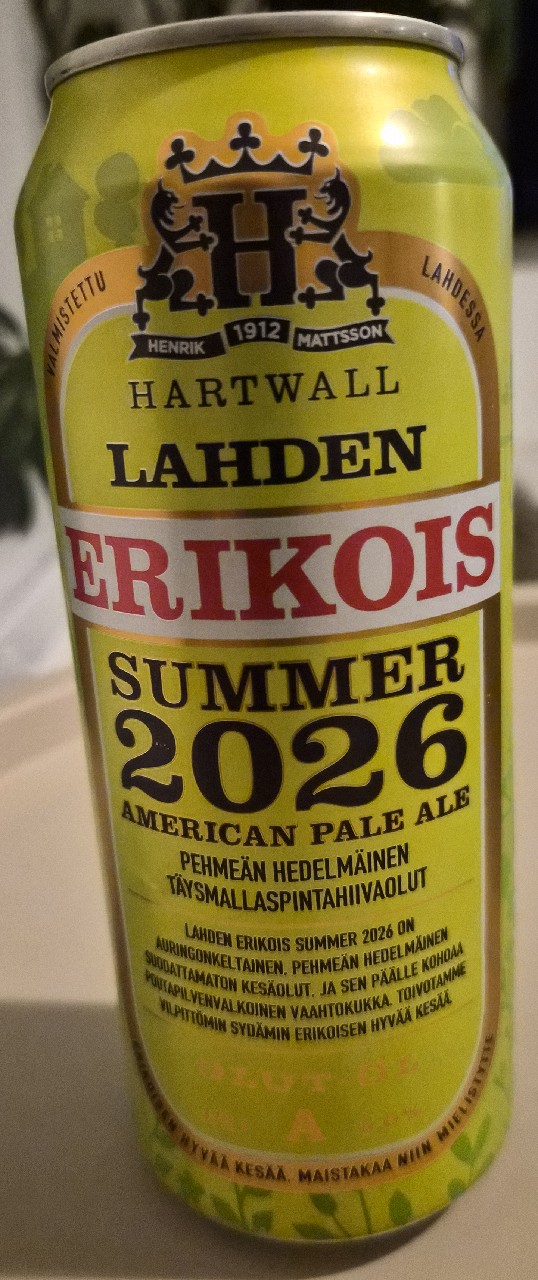 H
VALMISTETTU
LAHDESSA
HENRIK 1912 MATTSSON
HARTWALL
LAHDEN
ERIKOIS
SUMMER
2026
AMERICAN PALE ALE
PEHMEÄN HEDELMÄINEN
TÄYSMALLASPINTAHIIVAOLUT
LAHDEN ERIKOIS SUMMER 2026 ON
AURINGONKELTAINEN, PEHMEÄN HEDELMÄINEN
SUODATTAMATON KESÄOLUT, JA SEN PÄÄLLE KOHOAA
POUTAPILVENVALKOINEN VAAHTOKUKKA. TOIVOTAMME
VILPITTÖMIN SYDÄMIN ERIKOISEN HYVÄÄ KESÄÄ.
OLUT ÖL
A
HYVÄÄ KESÄÄ. MAISTAKAA NIIN MIELISTYTTE